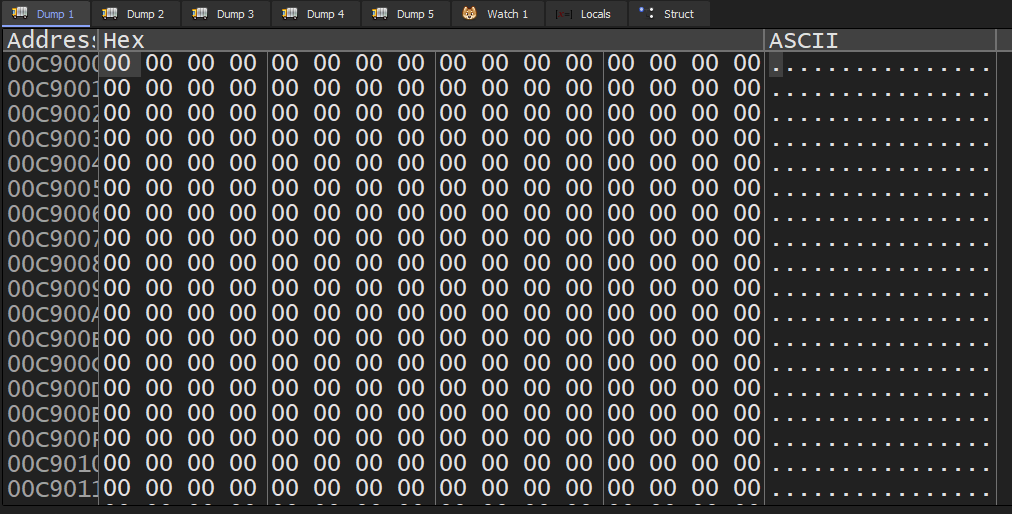 Dump 1 Dump 2 Dump 3 Dump 4 Dump 5 Watch 1 [x=] Locals Struct
Address Hex ASCII
00C9000 00 00 00 00 00 00 00 00 00 00 00 00 00 00 00 00 ................
00C9001 00 00 00 00 00 00 00 00 00 00 00 00 00 00 00 00 ................
00C9002 00 00 00 00 00 00 00 00 00 00 00 00 00 00 00 00 ................
00C9003 00 00 00 00 00 00 00 00 00 00 00 00 00 00 00 00 ................
00C9004 00 00 00 00 00 00 00 00 00 00 00 00 00 00 00 00 ................
00C9005 00 00 00 00 00 00 00 00 00 00 00 00 00 00 00 00 ................
00C9006 00 00 00 00 00 00 00 00 00 00 00 00 00 00 00 00 ................
00C9007 00 00 00 00 00 00 00 00 00 00 00 00 00 00 00 00 ................
00C9008 00 00 00 00 00 00 00 00 00 00 00 00 00 00 00 00 ................
00C9009 00 00 00 00 00 00 00 00 00 00 00 00 00 00 00 00 ................
00C900A 00 00 00 00 00 00 00 00 00 00 00 00 00 00 00 00 ................
00C900B 00 00 00 00 00 00 00 00 00 00 00 00 00 00 00 00 ................
00C900C 00 00 00 00 00 00 00 00 00 00 00 00 00 00 00 00 ................
00C900D 00 00 00 00 00 00 00 00 00 00 00 00 00 00 00 00 ................
00C900E 00 00 00 00 00 00 00 00 00 00 00 00 00 00 00 00 ................
00C900F 00 00 00 00 00 00 00 00 00 00 00 00 00 00 00 00 ................
00C9010 00 00 00 00 00 00 00 00 00 00 00 00 00 00 00 00 ................
00C9011 00 00 00 00 00 00 00 00 00 00 00 00 00 00 00 00 ................